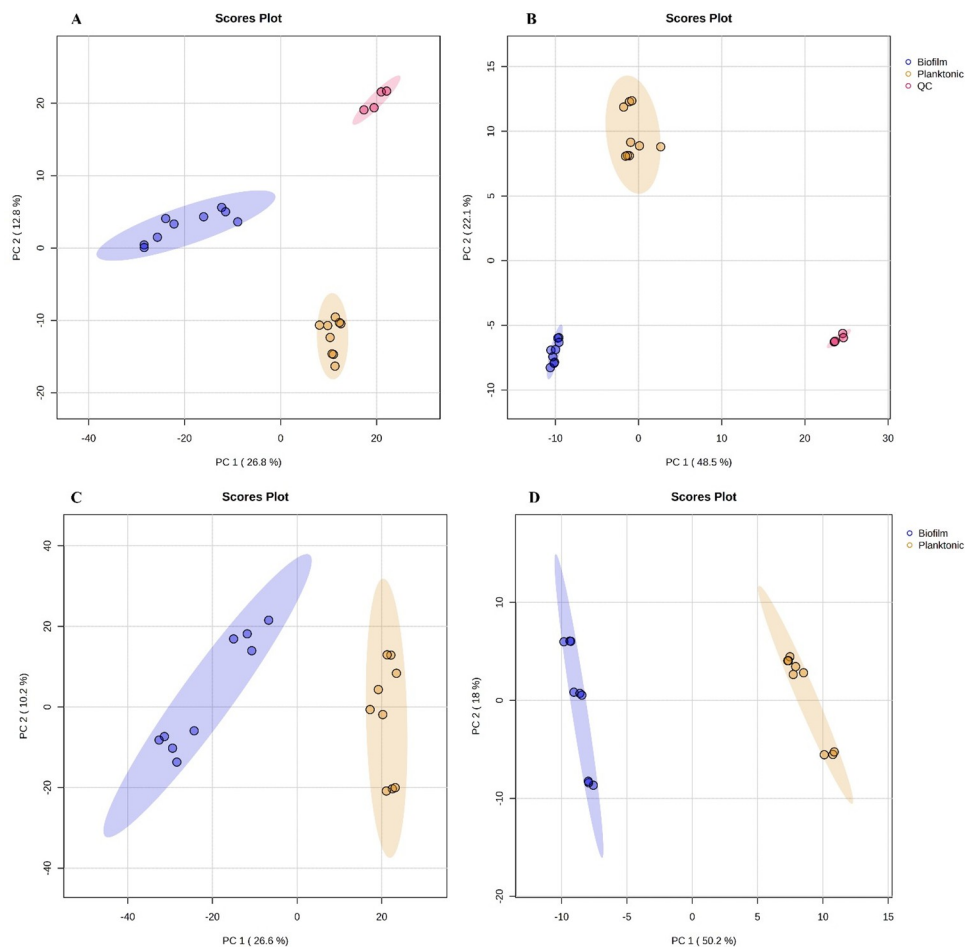 A
Scores Plot
20
10
0
-10
-20
-40
-20
0
20
PC 2 ( 12.8 %)
PC 1 ( 26.8 %)
B
Scores Plot
15
10
5
0
-5
-10
-10
0
10
20
30
PC 2 ( 22.1 %)
PC 1 ( 48.5 %)
Biofilm
Planktonic
QC
C
Scores Plot
40
20
0
-20
-40
-40
-20
0
20
PC 2 ( 10.2 %)
PC 1 ( 26.6 %)
D
Scores Plot
10
0
-10
-20
-10
-5
0
5
10
15
PC 2 ( 18 %)
PC 1 ( 50.2 %)
Biofilm
Planktonic